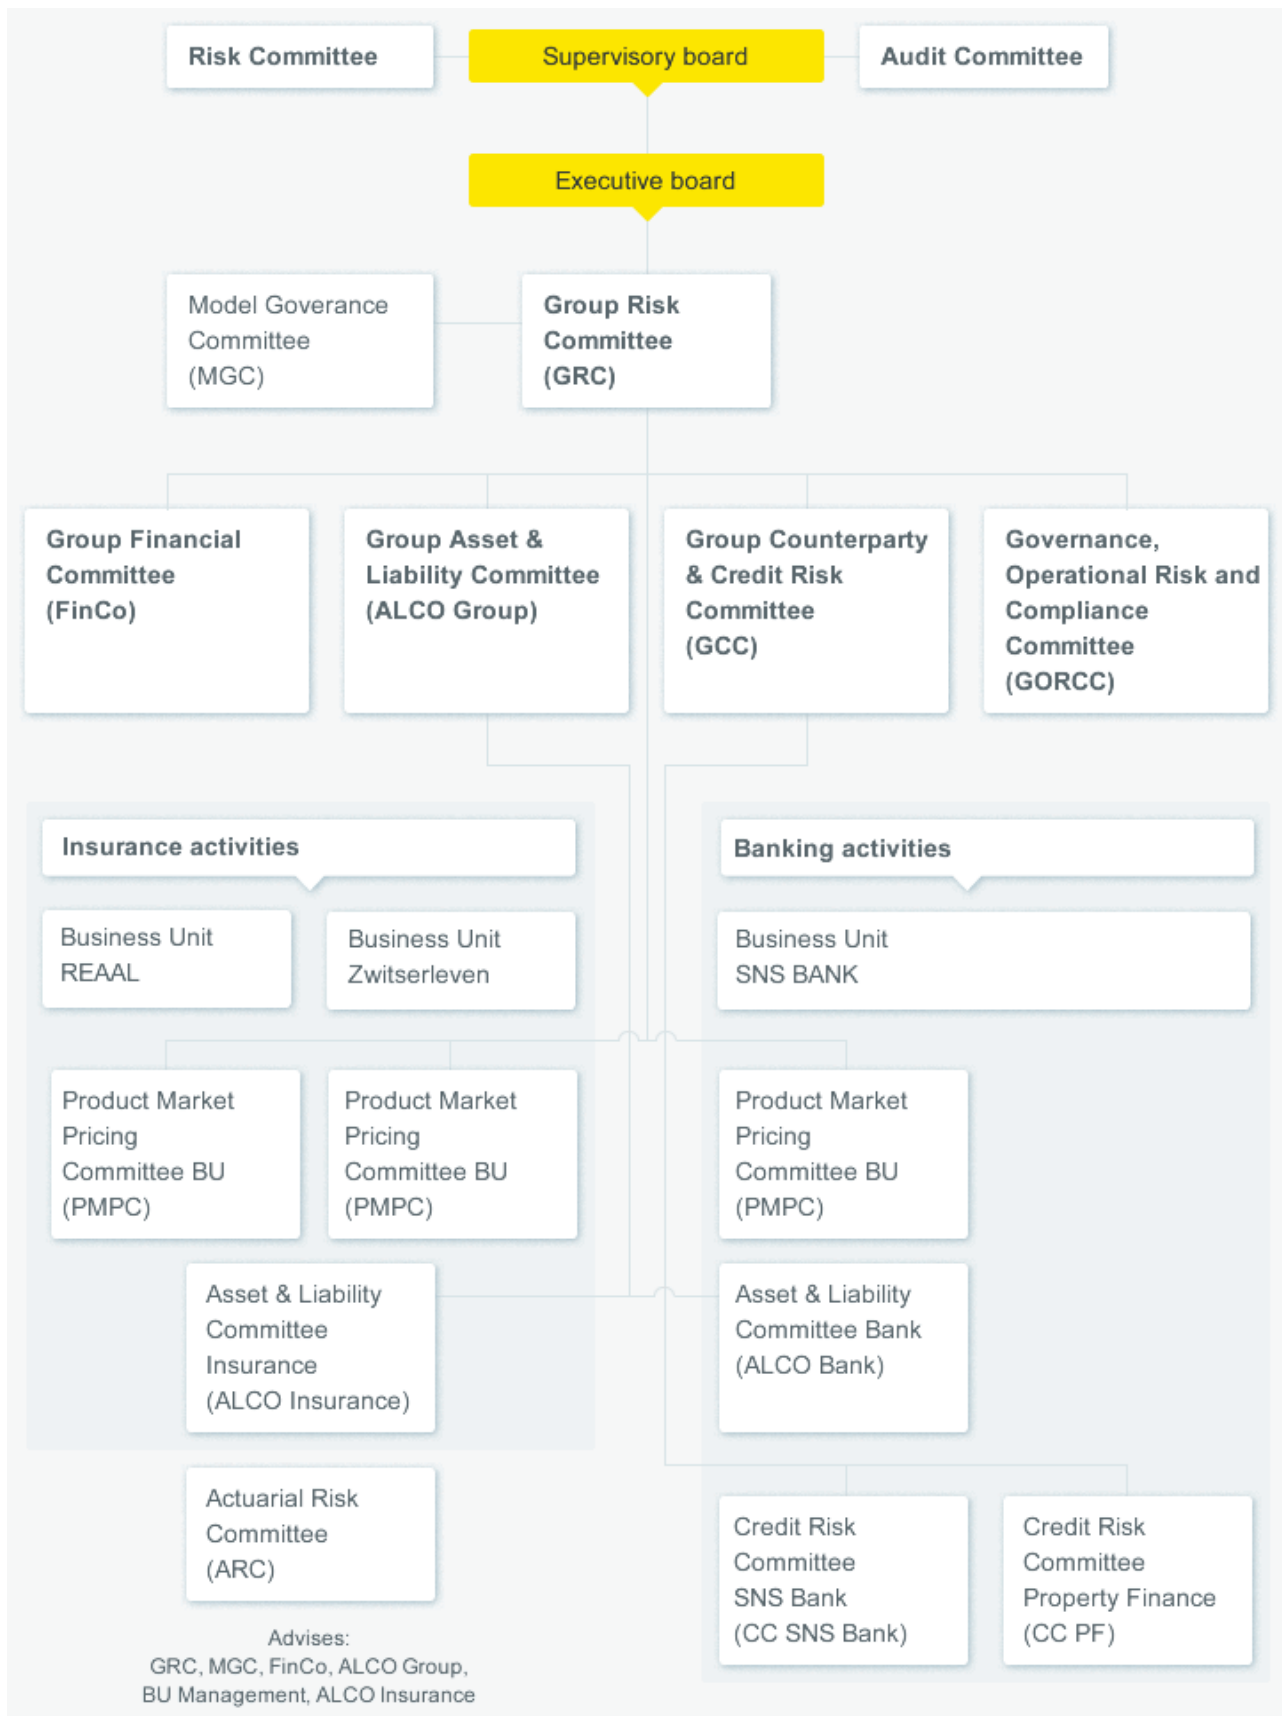 Risk Committee
Supervisory board
Audit Committee
Executive board
Model Goverance
Committee
(MGC)
Group Risk
Committee
(GRC)
Group Financial
Committee
(FinCo)
Group Asset &
Liability Committee
(ALCO Group)
Group Counterparty
& Credit Risk
Committee
(GCC)
Governance,
Operational Risk and
Compliance
Committee
(GORCC)
Insurance activities
Business Unit
REAAL
Business Unit
Zwitserleven
Product Market
Pricing
Committee BU
(PMPC)
Product Market
Pricing
Committee BU
(PMPC)
Asset & Liability
Committee
Insurance
(ALCO Insurance)
Actuarial Risk
Committee
(ARC)
Advises:
GRC, MGC, FinCo, ALCO Group,
BU Management, ALCO Insurance
Banking activities
Business Unit
SNS BANK
Product Market
Pricing
Committee BU
(PMPC)
Asset & Liability
Committee Bank
(ALCO Bank)
Credit Risk
Committee
SNS Bank
(CC SNS Bank)
Credit Risk
Committee
Property Finance
(CC PF)